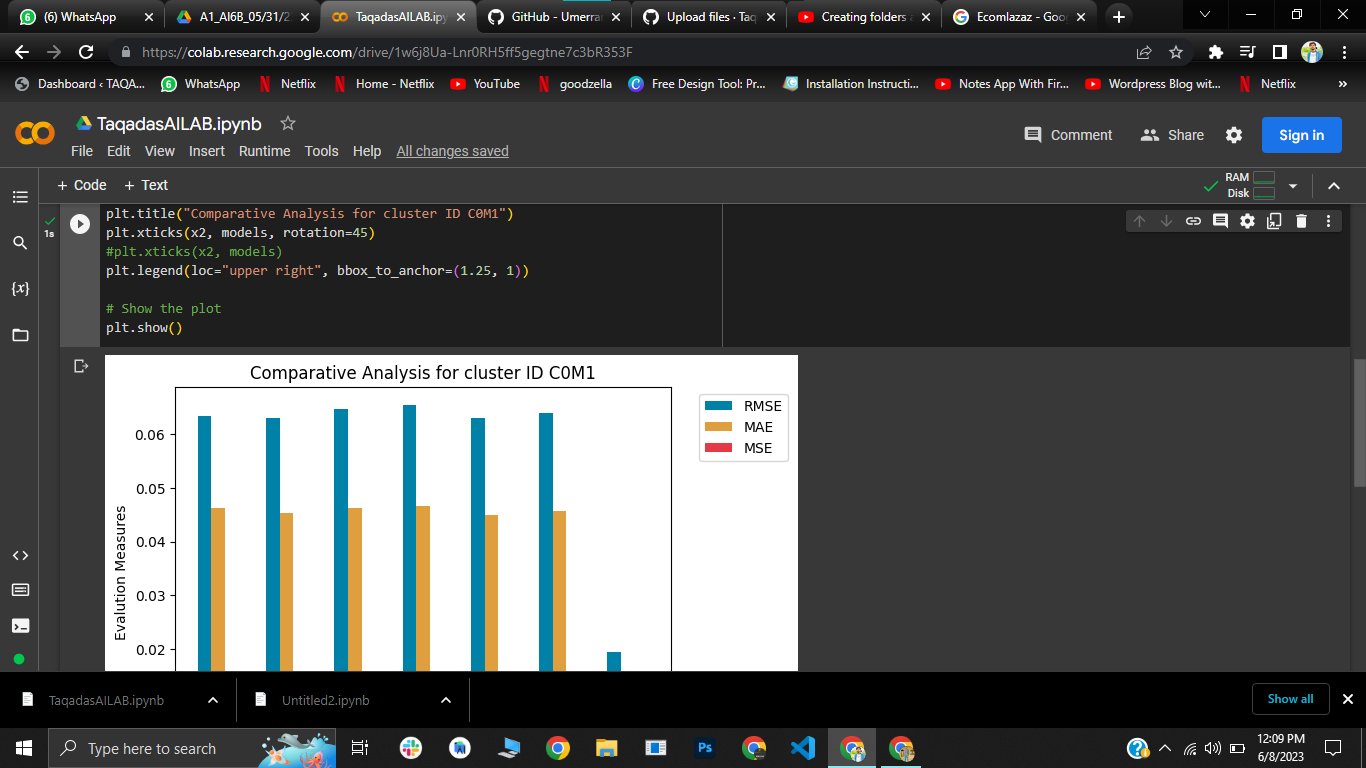 (6) WhatsApp
A1_AI6B_05/31/2
TaqadasAILAB.ipy
GitHub - Umerra
Upload files · Taq
Creating folders a
Ecomlazaz - Goo
https://colab.research.google.com/drive/1w6j8Ua-Lnr0RH5ff5gegtne7c3bR353F
Dashboard ‹ TAQA...
WhatsApp
Netflix
Home - Netflix
YouTube
goodzella
Free Design Tool: Pr...
Installation Instructi...
Notes App With Fir...
Wordpress Blog wit...
Netflix
»
TaqadasAILAB.ipynb
File Edit View Insert Runtime Tools Help All changes saved
Comment
Share
Sign in
+ Code + Text
RAM
Disk
1s
{x}
plt.title("Comparative Analysis for cluster ID C0M1")
plt.xticks(x2, models, rotation=45)
#plt.xticks(x2, models)
plt.legend(loc="upper right", bbox_to_anchor=(1.25, 1))
# Show the plot
plt.show()
Comparative Analysis for cluster ID C0M1
RMSE
MAE
MSE
0.06
0.05
0.04
0.03
0.02
Evalution Measures
TaqadasAILAB.ipynb
Untitled2.ipynb
Show all
Type here to search
Ps
12:09 PM
6/8/2023